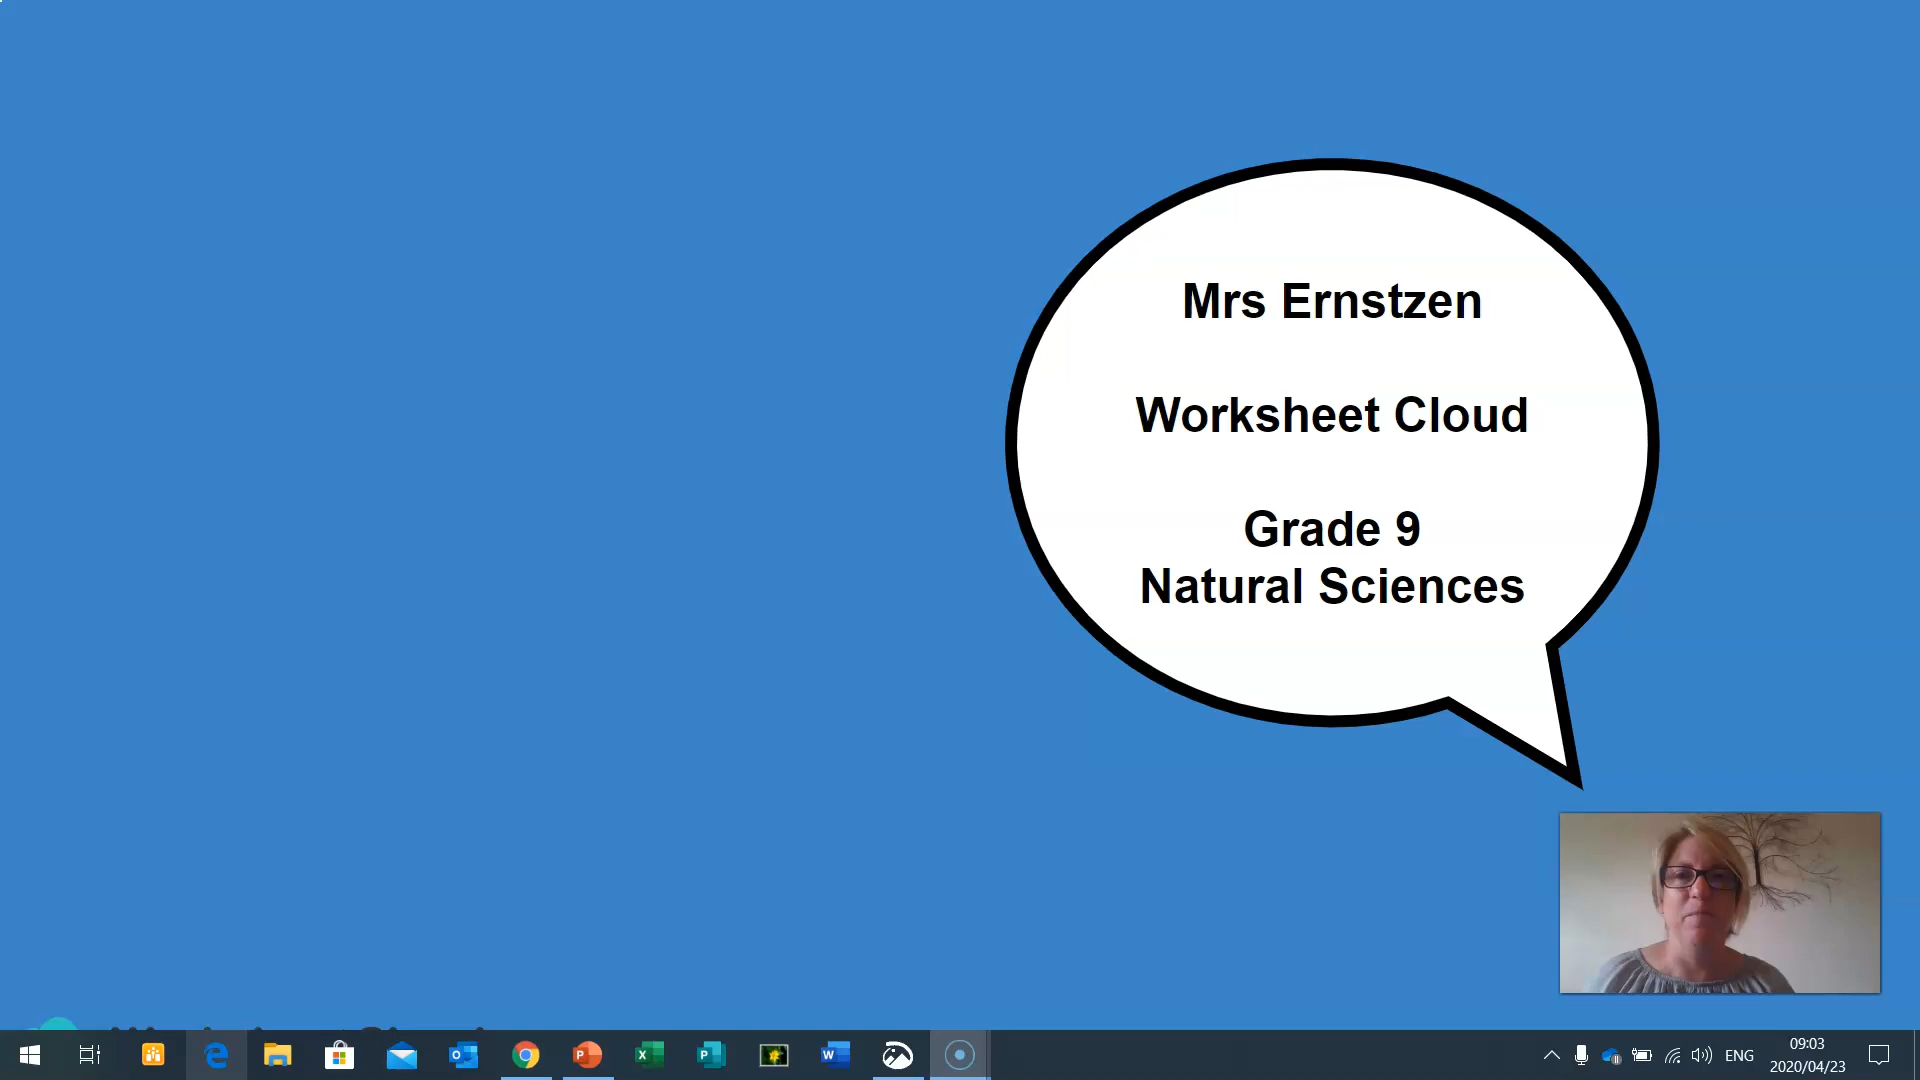 Mrs Ernstzen
Worksheet Cloud
Grade 9
Natural Sciences
ENG
09:03
2020/04/23